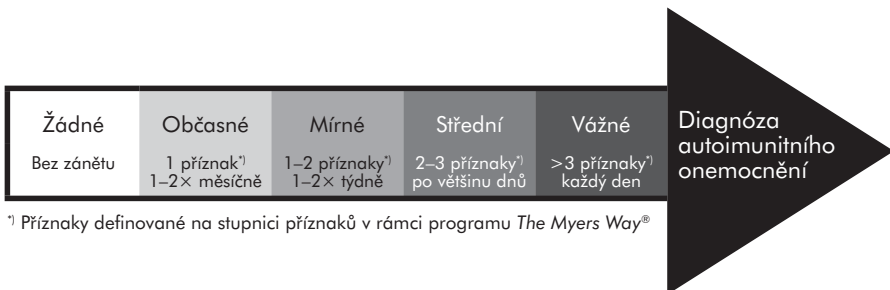 Žádné
Bez zánětu
Občasné
1 příznak*)
1–2× měsíčně
Mírné
1–2 příznaky*)
1–2× týdně
Střední
2–3 příznaky*)
po většinu dnů
Vážné
>3 příznaky*)
každý den
Diagnóza
autoimunitního
onemocnění
*) Příznaky definované na stupnici příznaků v rámci programu The Myers Way®